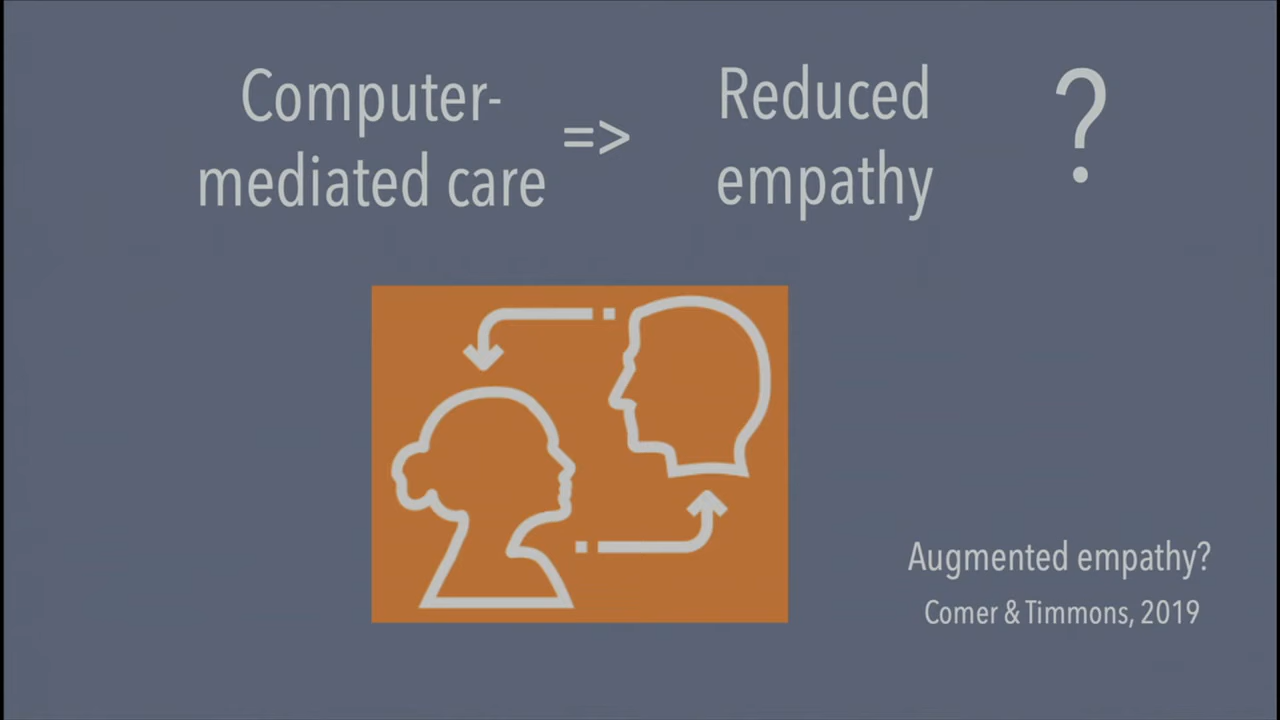 Computer-
mediated care
=>
Reduced
empathy
?
Augmented empathy?
Comer & Timmons, 2019